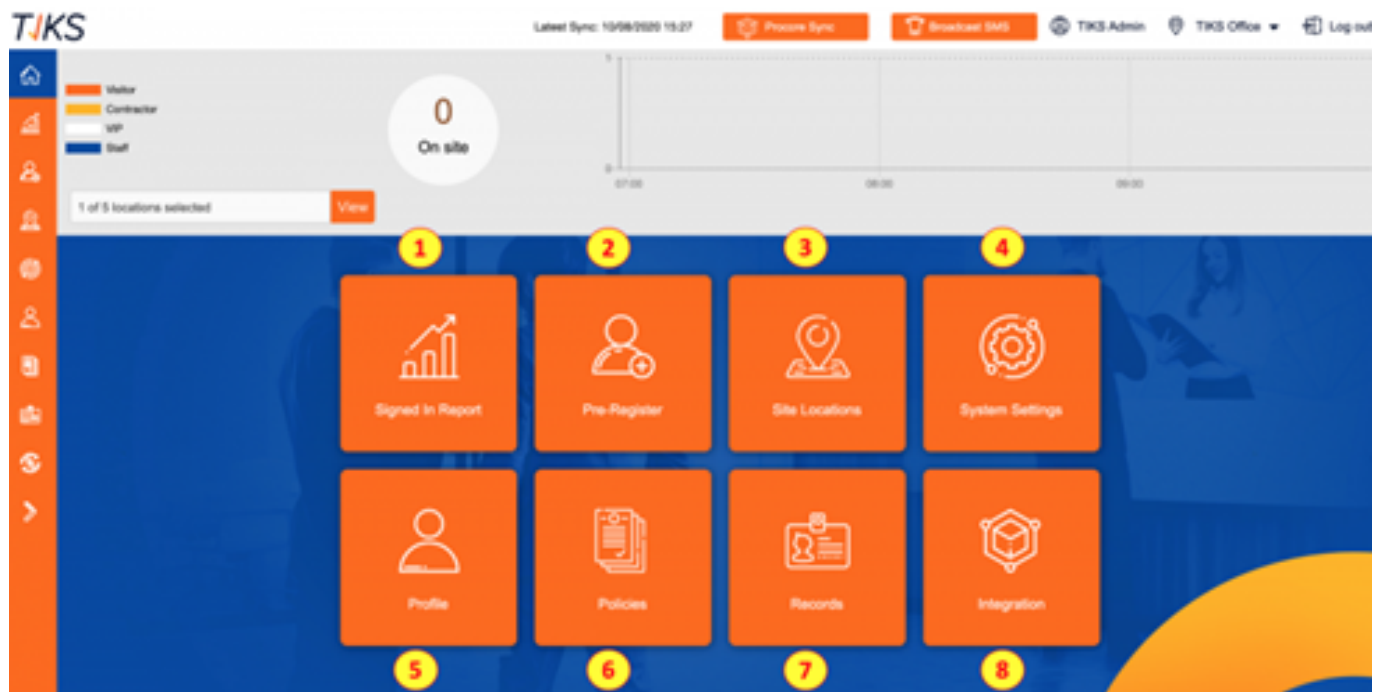 TIKS
Latest Sync: 10/08/2020 15:27
Procore Sync
Broadcast SMS
TIKS Admin
TIKS Office
Log out
Visitor
Contractor
VIP
Staff
0
On site
5
0
07:00
08:00
09:00
1 of 5 locations selected
View
1
2
3
4
Signed In Report
Pre-Register
Site Locations
System Settings
Profile
Policies
Records
Integration
5
6
7
8